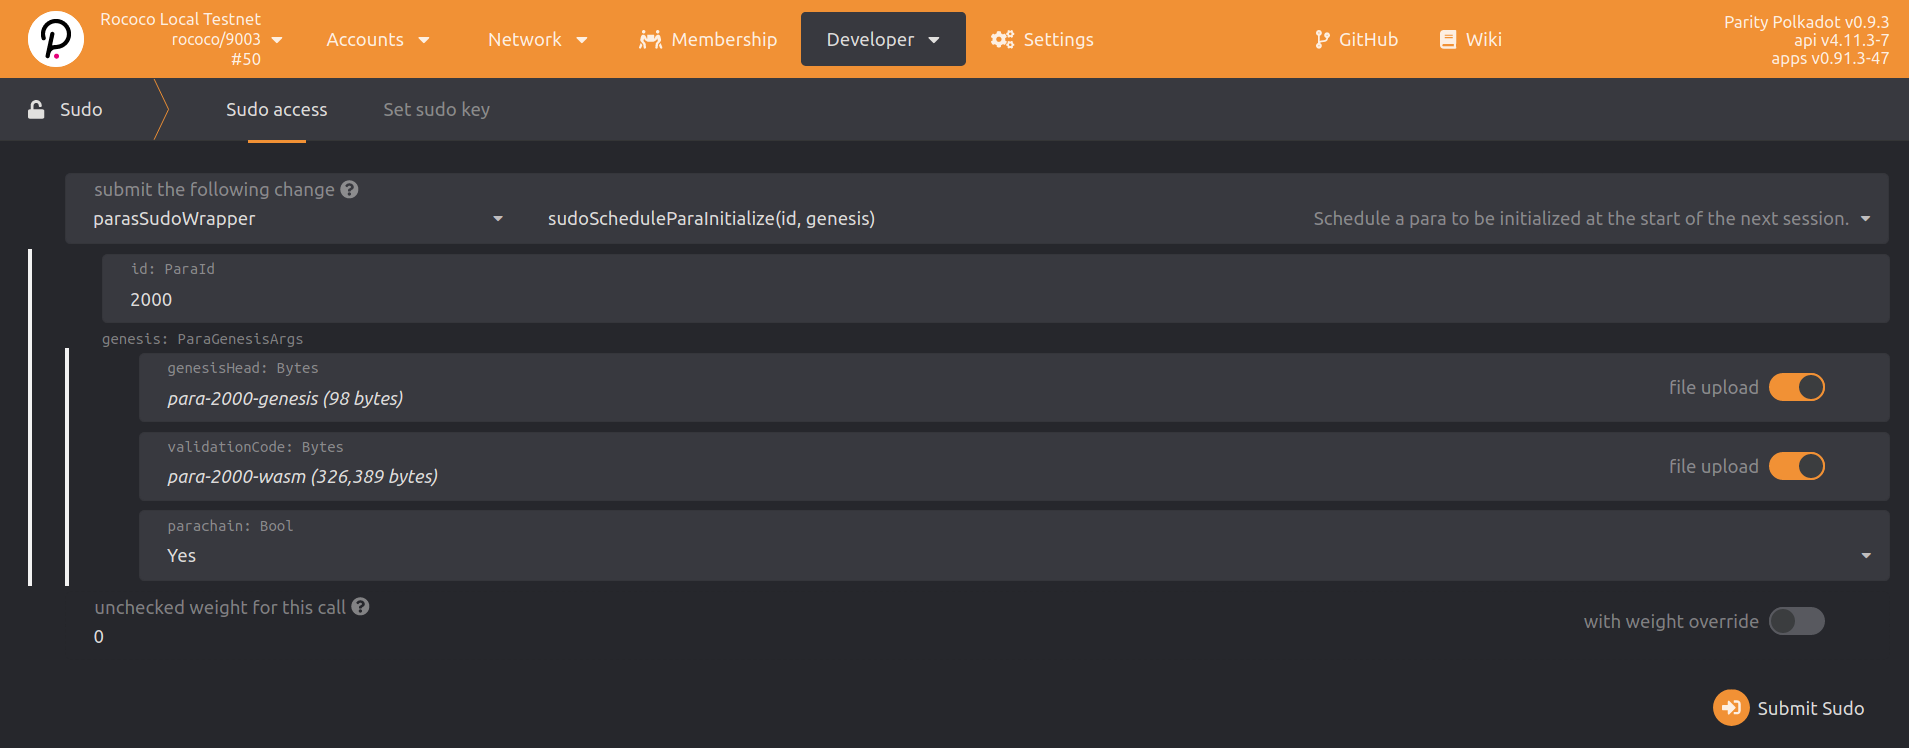 Rococo Local Testnet
rococo/9003
#50
Accounts
Network
Membership
Developer
Settings
GitHub
Wiki
Parity Polkadot v0.9.3
api v4.11.3-7
apps v0.91.3-47
Sudo
Sudo access
Set sudo key
submit the following change
parasSudoWrapper
sudoScheduleParaInitialize(id, genesis)
Schedule a para to be initialized at the start of the next session.
id: ParaId
2000
genesis: ParaGenesisArgs
genesisHead: Bytes
para-2000-genesis (98 bytes)
file upload
validationCode: Bytes
para-2000-wasm (326,389 bytes)
file upload
parachain: Bool
Yes
unchecked weight for this call
0
with weight override
Submit Sudo